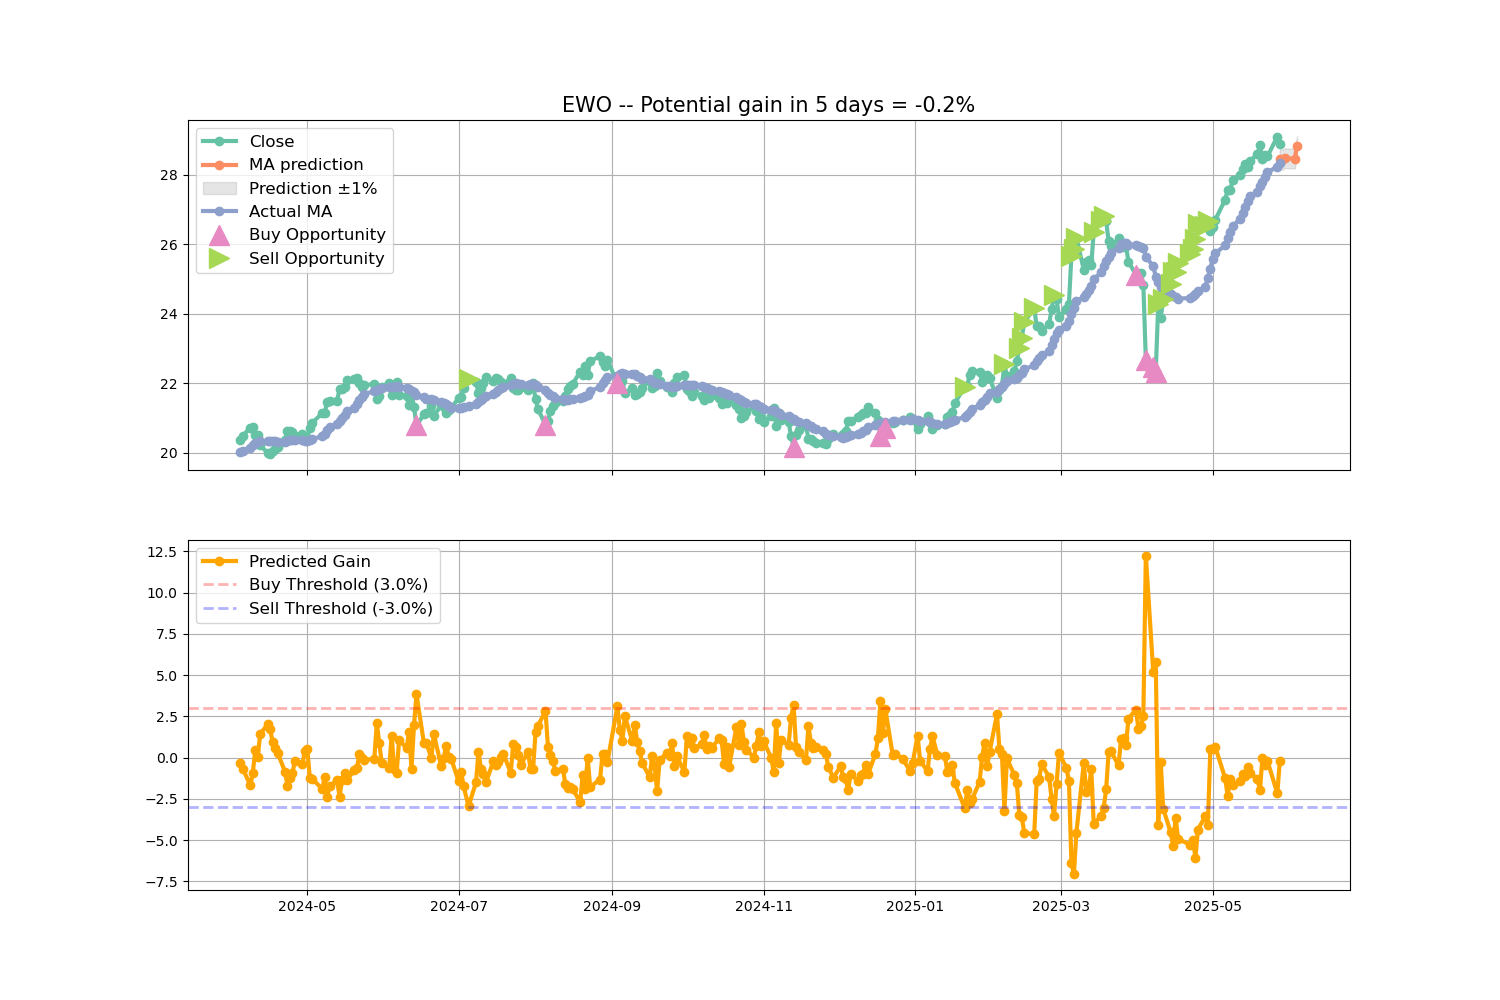 EWO -- Potential gain in 5 days = -0.2%
Close
MA prediction
Prediction ±1%
Actual MA
Buy Opportunity
Sell Opportunity
28
26
24
22
20
Predicted Gain
Buy Threshold (3.0%)
Sell Threshold (-3.0%)
12.5
10.0
7.5
5.0
2.5
0.0
−2.5
−5.0
−7.5
2024-05 2024-07 2024-09 2024-11 2025-01 2025-03 2025-05